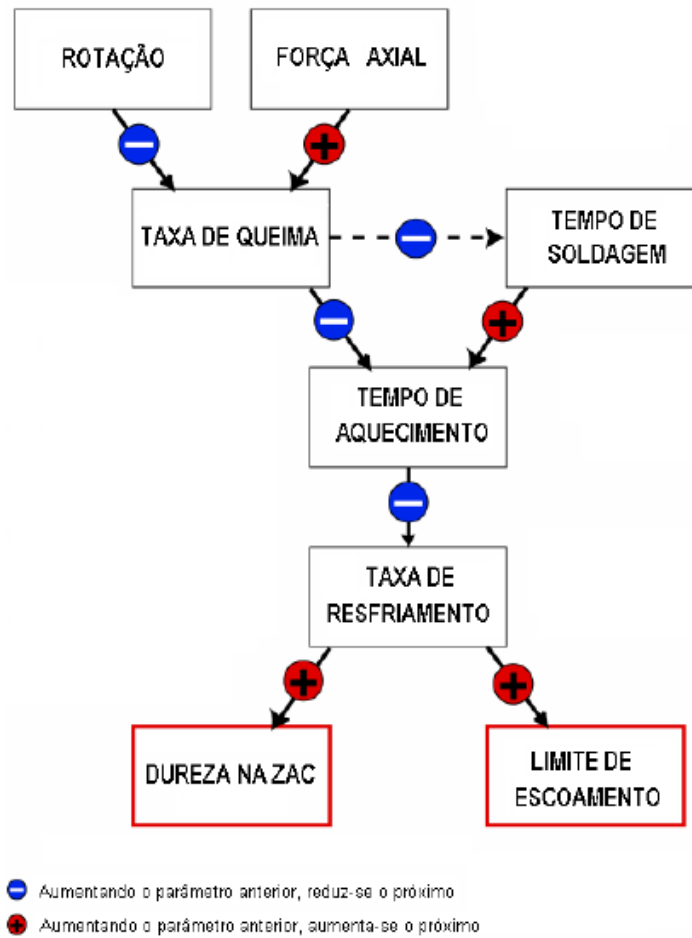 ROTAÇÃO
FORÇA AXIAL
TAXA DE QUEIMA
TEMPO DE
SOLDAGEM
TEMPO DE
AQUECIMENTO
TAXA DE
RESFRIAMENTO
DUREZA NA ZAC
LIMITE DE
ESCOAMENTO
Aumentando o parâmetro anterior, reduz-se o próximo
Aumentando o parâmetro anterior, aumenta-se o próximo